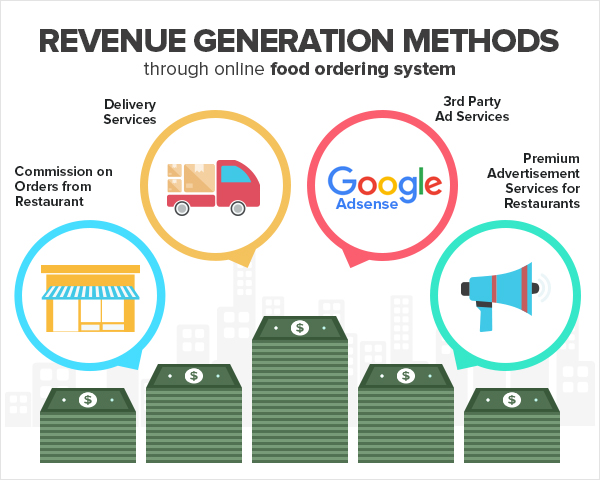 REVENUE GENERATION METHODS
through online food ordering system
Delivery
Services
3rd Party
Ad Services
Commission on
Orders from
Restaurant
Premium
Advertisement
Services for
Restaurants
Google
Adsense
$
$
$
$
$